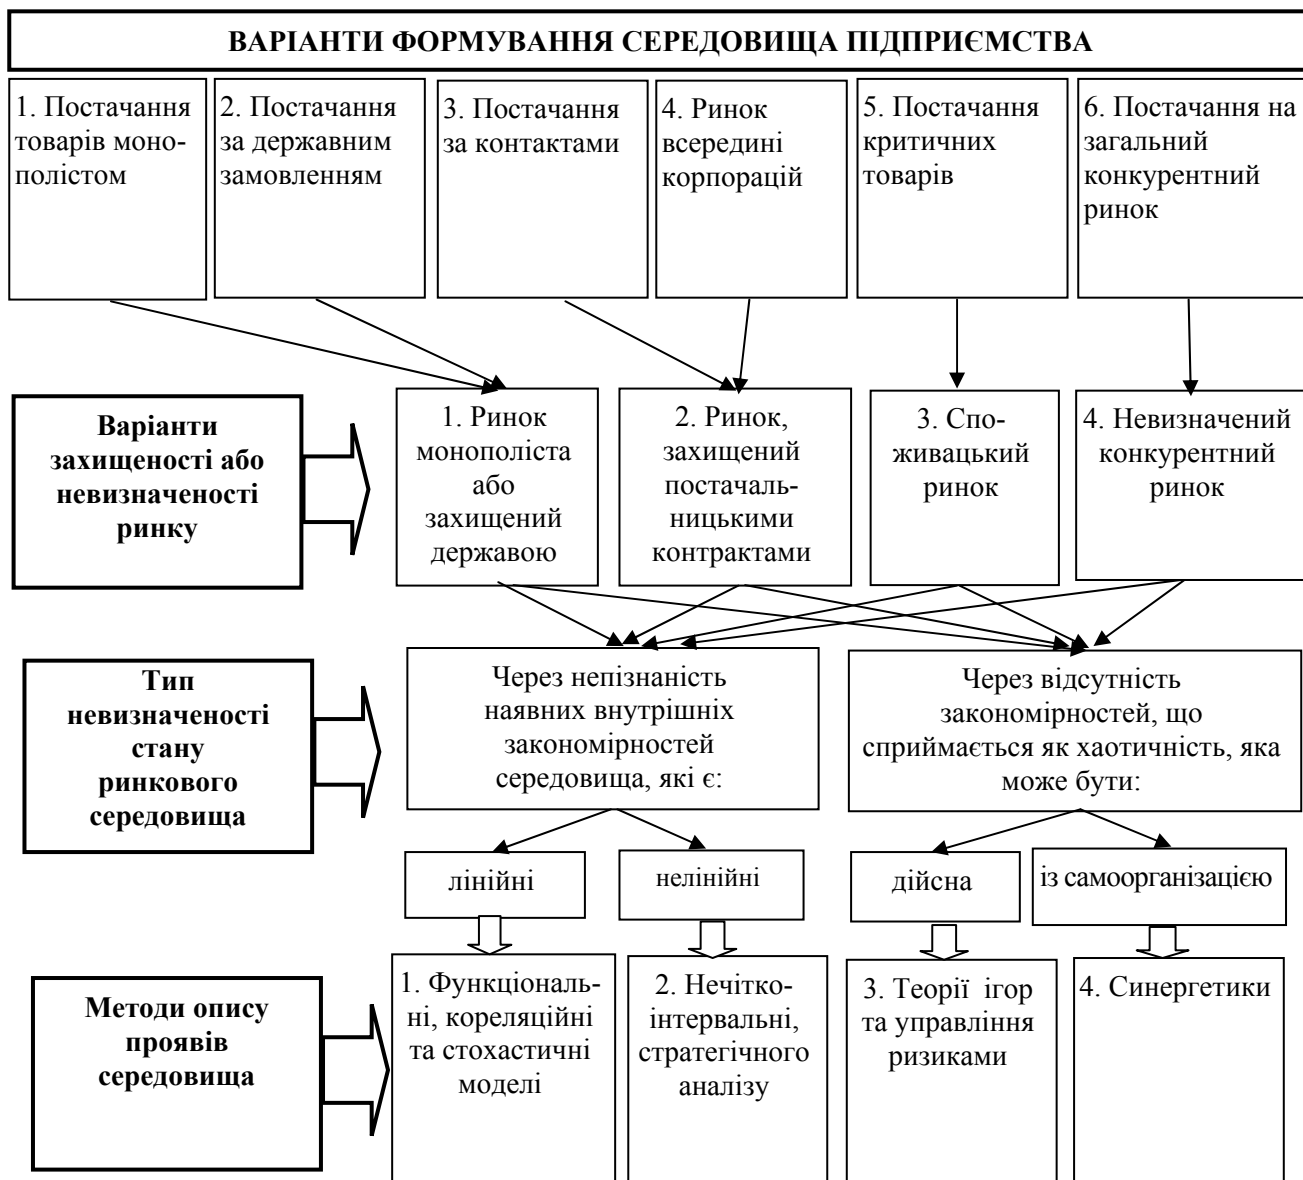 ВАРІАНТИ ФОРМУВАННЯ СЕРЕДОВИЩА ПІДПРИЄМСТВА
1. Постачання
товарів моно-
полістом
2. Постачання
за державним
замовленням
3. Постачання
за контактами
4. Ринок
всередині
корпорацій
5. Постачання
критичних
товарів
6. Постачання на
загальний
конкурентний
ринок
Варіанти
захищеності або
невизначеності
ринку
1. Ринок
монополіста
або
захищений
державою
2. Ринок,
захищений
постачаль-
ницькими
контрактами
3. Спо-
живацький
ринок
4. Невизначений
конкурентний
ринок
Тип
невизначеності
стану
ринкового
середовища
Через непізнаність
наявних внутрішніх
закономірностей
середовища, які є:
Через відсутність
закономірностей, що
сприймається як хаотичність, яка
може бути:
лінійні
нелінійні
дійсна
із самоорганізацією
Методи опису
проявів
середовища
1. Функціональ-
ні, кореляційні
та стохастичні
моделі
2. Нечітко-
інтервальні,
стратегічного
аналізу
3. Теорії ігор
та управління
ризиками
4. Синергетики